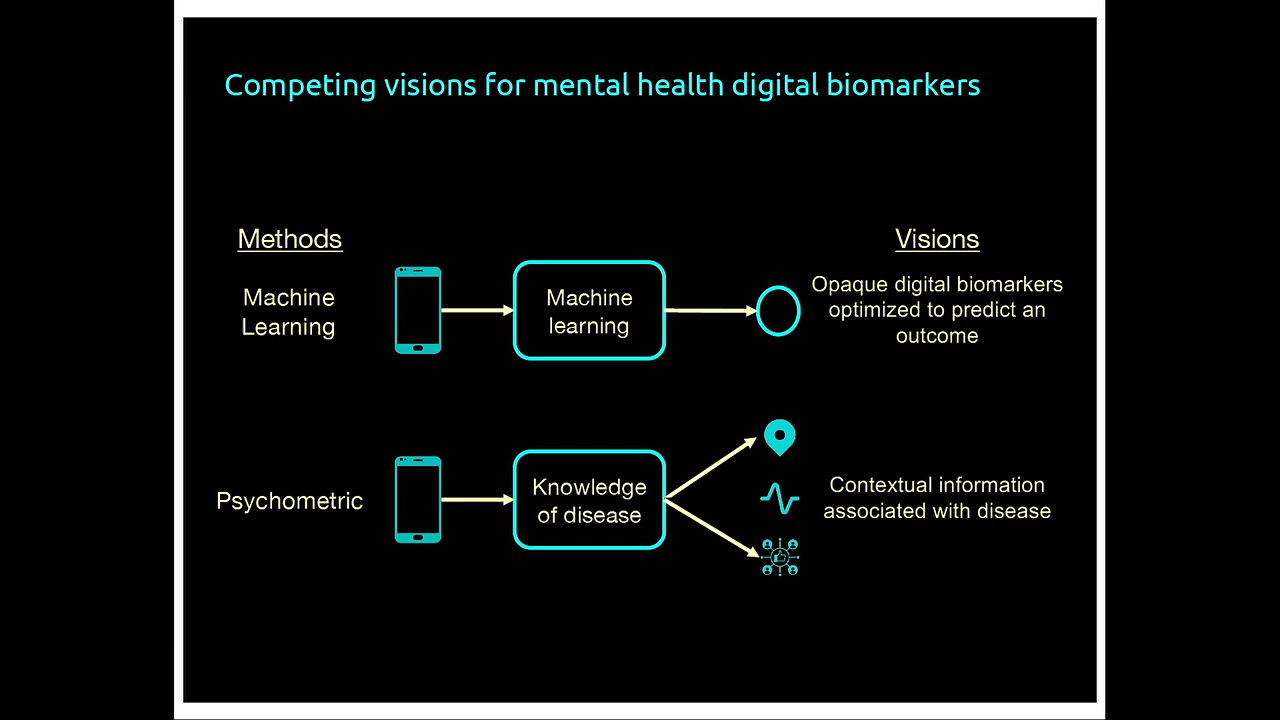 Competing visions for mental health digital biomarkers
Methods
Visions
Machine
Learning
Machine
learning
Opaque digital biomarkers
optimized to predict an
outcome
Psychometric
Knowledge
of disease
Contextual information
associated with disease